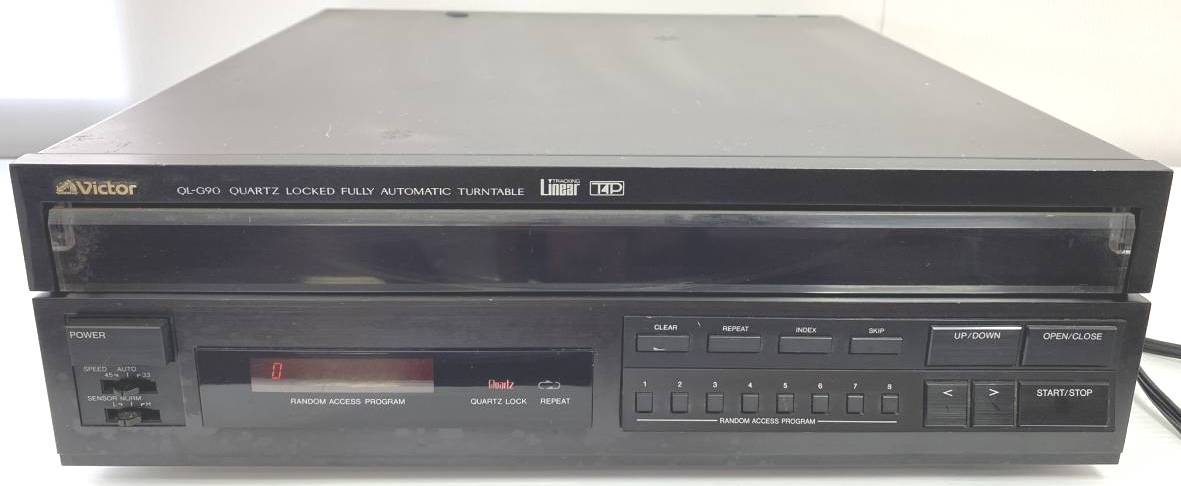 Victor QL-G90 QUARTZ LOCKED FULLY AUTOMATIC TURNTABLE TRACKING Linear T4P
POWER
SPEED AUTO
45 33
SENSOR NORM
L H
0
RANDOM ACCESS PROGRAM
Quartz
QUARTZ LOCK REPEAT
CLEAR REPEAT INDEX SKIP
1 2 3 4 5 6 7 8
RANDOM ACCESS PROGRAM
UP/DOWN OPEN/CLOSE
< > START/STOP